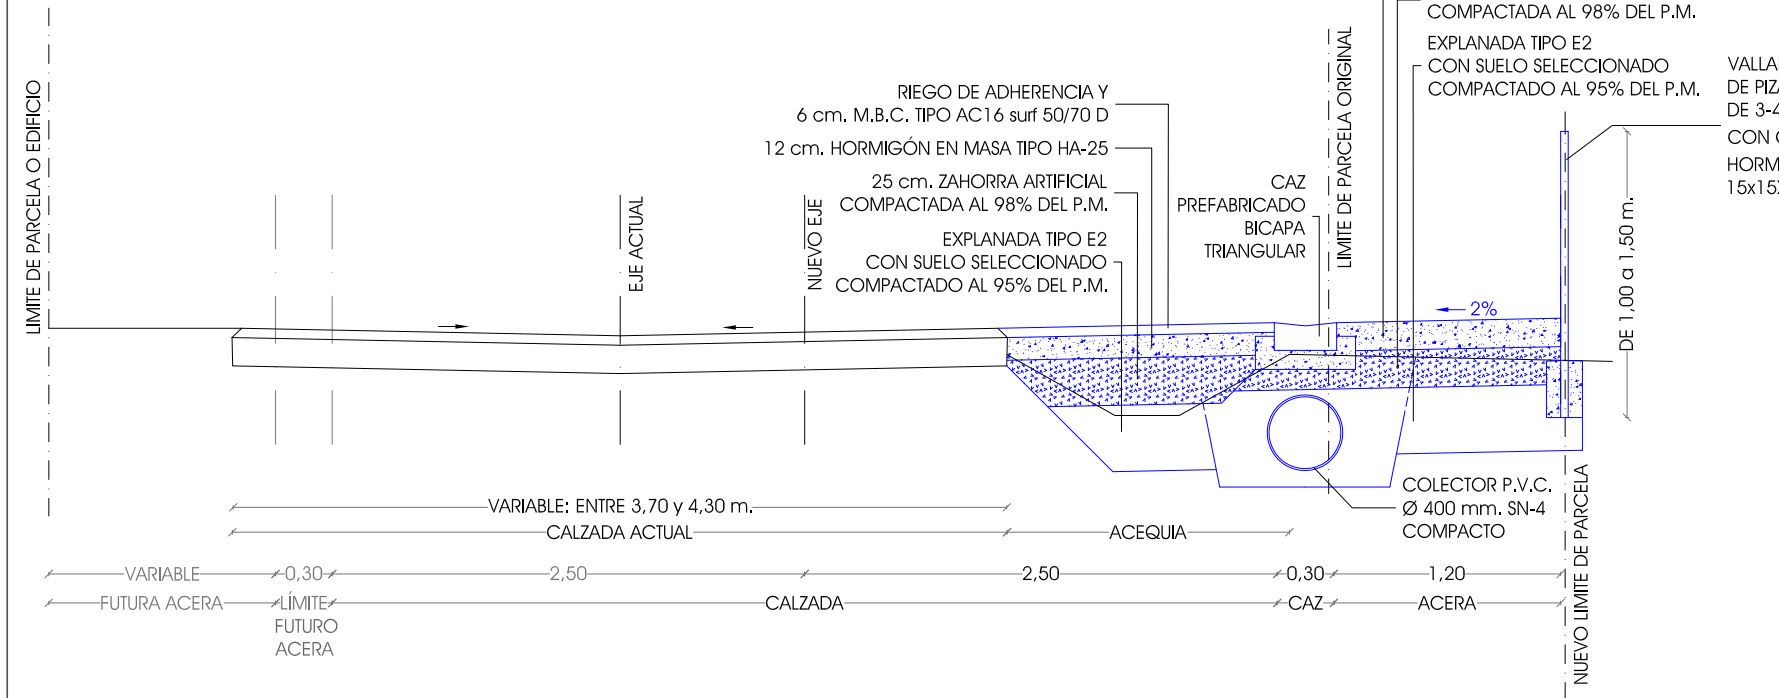 COMPACTADA AL 98% DEL P.M.
EXPLANADA TIPO E2
CON SUELO SELECCIONADO
COMPACTADO AL 95% DEL P.M.
DE 3-4
CON
15x15
LIMITE DE PARCELA O EDIFICIO
EJE ACTUAL
NUEVO EJE
RIEGO DE ADHERENCIA Y
6 cm. M.B.C. TIPO AC16 surf 50/70 D
12 cm. HORMIGÓN EN MASA TIPO HA-25
25 cm. ZAHORRA ARTIFICIAL
COMPACTADA AL 98% DEL P.M.
EXPLANADA TIPO E2
CON SUELO SELECCIONADO
COMPACTADO AL 95% DEL P.M.
CAZ
PREFABRICADO
BICAPA
TRIANGULAR
LIMITE DE PARCELA ORIGINAL
2%
DE 1,00 a 1,50 m.
COLECTOR P.V.C.
Ø 400 mm. SN-4
COMPACTO
NUEVO LIMITE DE PARCELA
VARIABLE: ENTRE 3,70 y 4,30 m.
CALZADA ACTUAL
ACEQUIA
VARIABLE 0,30 2,50 2,50 0,30 1,20
FUTURA ACERA LÍMITE CALZADA CAZ ACERA
FUTURO
ACERA